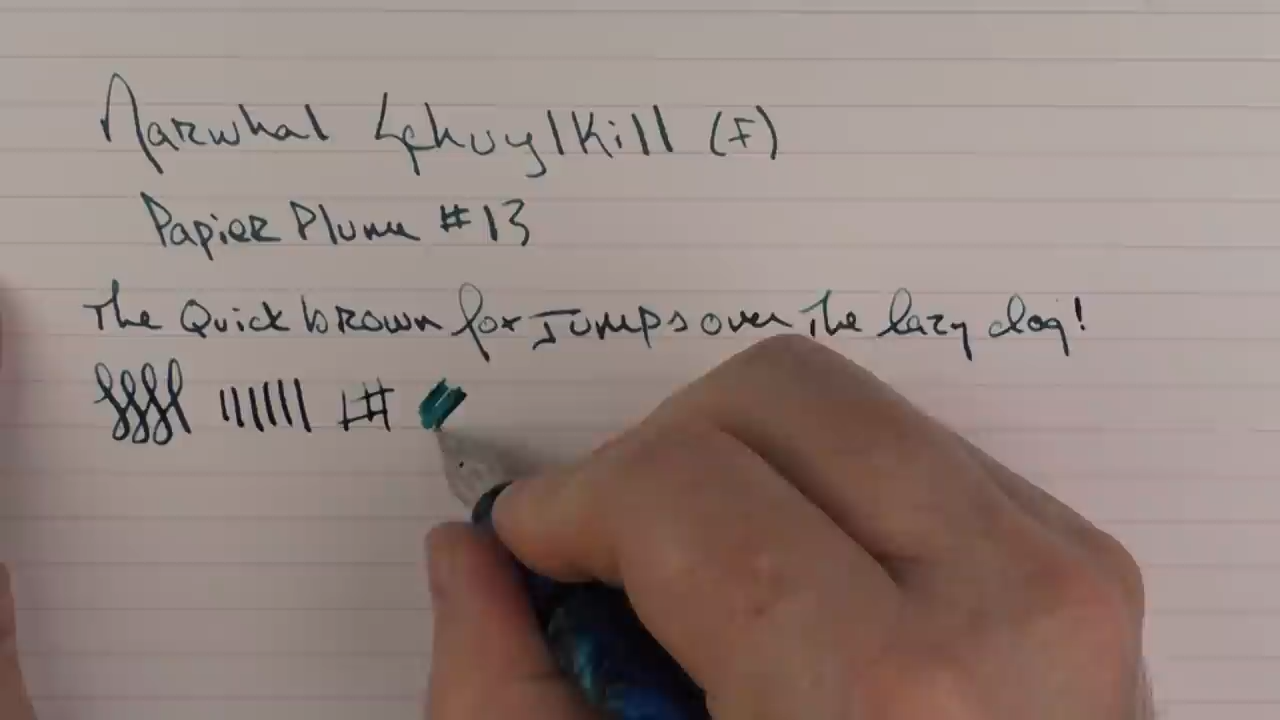 Narwhal Schuylkill (F)
Papier Plume #13
The Quick brown fox Jumps over The lazy dog!